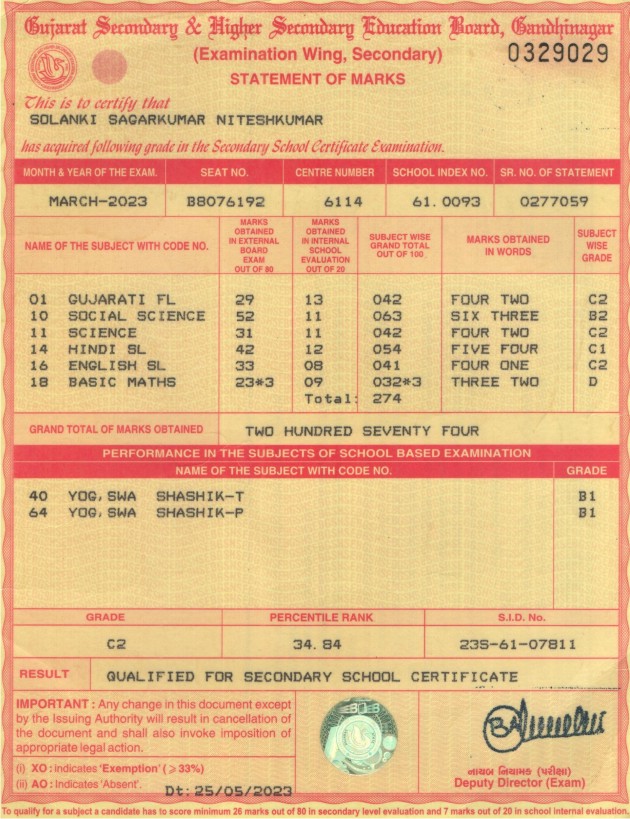 Gujarat Secondary & Higher Secondary Education Board, Gandhinagar
(Examination Wing, Secondary) 0329029
STATEMENT OF MARKS
This is to certify that
SOLANKI SAGARKUMAR NITESHKUMAR
has acquired following grade in the Secondary School Certificate Examination.
MONTH & YEAR OF THE EXAM. SEAT NO. CENTRE NUMBER SCHOOL INDEX NO. SR. NO. OF STATEMENT
MARCH-2023 B8076192 6114 61.0093 0277059
NAME OF THE SUBJECT WITH CODE NO. MARKS OBTAINED IN EXTERNAL BOARD EXAM OUT OF 80 MARKS OBTAINED IN INTERNAL SCHOOL EVALUATION OUT OF 20 SUBJECT WISE GRAND TOTAL OUT OF 100 MARKS OBTAINED IN WORDS SUBJECT WISE GRADE
01 GUJARATI FL 29 13 042 FOUR TWO C2
10 SOCIAL SCIENCE 52 11 063 SIX THREE B2
11 SCIENCE 31 11 042 FOUR TWO C2
14 HINDI SL 42 12 054 FIVE FOUR C1
16 ENGLISH SL 33 08 041 FOUR ONE C2
18 BASIC MATHS 23*3 09 032*3 THREE TWO D
Total: 274
GRAND TOTAL OF MARKS OBTAINED TWO HUNDRED SEVENTY FOUR
PERFORMANCE IN THE SUBJECTS OF SCHOOL BASED EXAMINATION
NAME OF THE SUBJECT WITH CODE NO. GRADE
40 YOG,SWA SHASHIK-T B1
64 YOG,SWA SHASHIK-P B1
GRADE PERCENTILE RANK S.I.D. No.
C2 34.84 23S-61-07811
RESULT QUALIFIED FOR SECONDARY SCHOOL CERTIFICATE
IMPORTANT : Any change in this document except
by the Issuing Authority will result in cancellation of
the document and shall also invoke imposition of
appropriate legal action.
(i) XO : indicates 'Exemption' (⩾33%)
(ii) AO : Indicates 'Absent'. Dt: 25/05/2023
નાયબ નિયામક (પરીક્ષા)
Deputy Director (Exam)
To qualify for a subject a candidate has to score minimum 26 marks out of 80 in secondary level evaluation and 7 marks out of 20 in school internal evaluation.